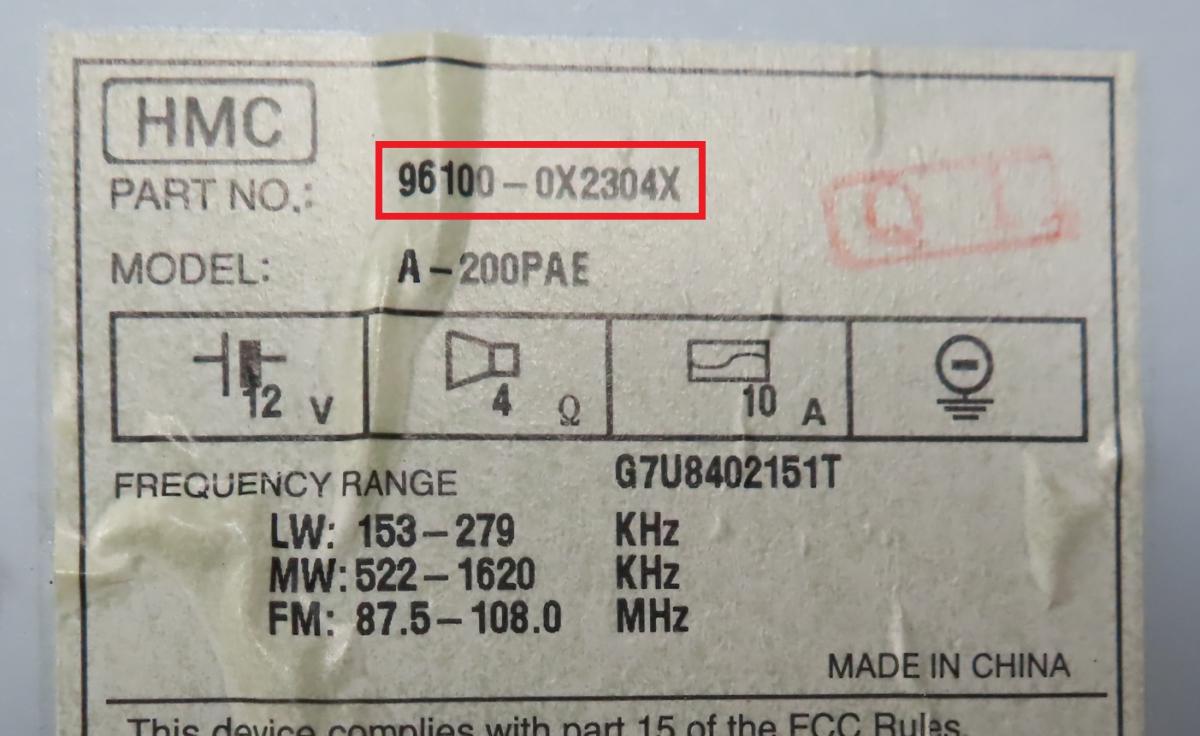 HMC
PART NO.: 96100-0X2304X
MODEL: A-200PAE
12 V 4 Ω 10 A
FREQUENCY RANGE G7U8402151T
LW: 153-279 KHz
MW: 522-1620 KHz
FM: 87.5-108.0 MHz
MADE IN CHINA
This device complies with part 15 of the FCC Rules.